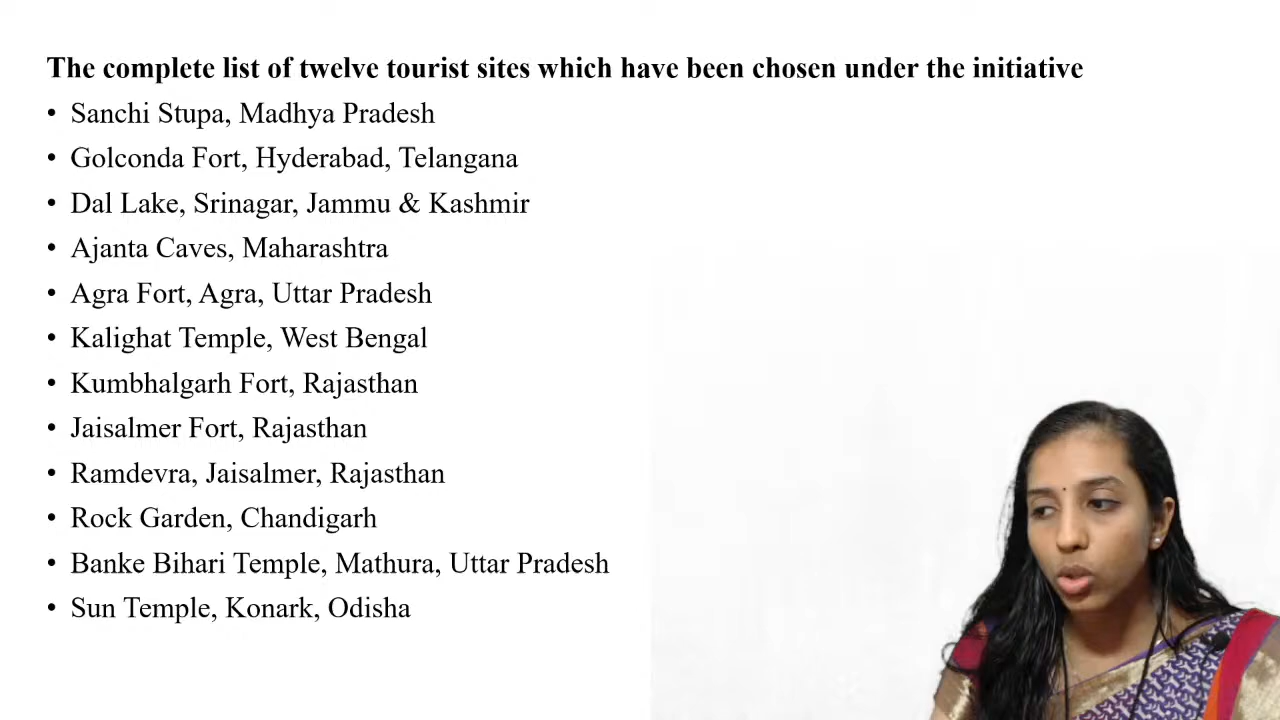 The complete list of twelve tourist sites which have been chosen under the initiative
• Sanchi Stupa, Madhya Pradesh
• Golconda Fort, Hyderabad, Telangana
• Dal Lake, Srinagar, Jammu & Kashmir
• Ajanta Caves, Maharashtra
• Agra Fort, Agra, Uttar Pradesh
• Kalighat Temple, West Bengal
• Kumbhalgarh Fort, Rajasthan
• Jaisalmer Fort, Rajasthan
• Ramdevra, Jaisalmer, Rajasthan
• Rock Garden, Chandigarh
• Banke Bihari Temple, Mathura, Uttar Pradesh
• Sun Temple, Konark, Odisha